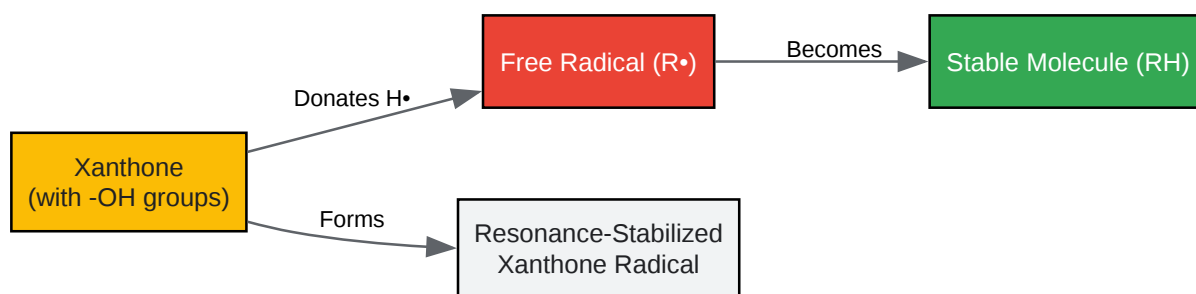 Free Radical (R•)
Becomes
Stable Molecule (RH)
Donates H•
Xanthone
(with -OH groups)
Forms
Resonance-Stabilized
Xanthone Radical